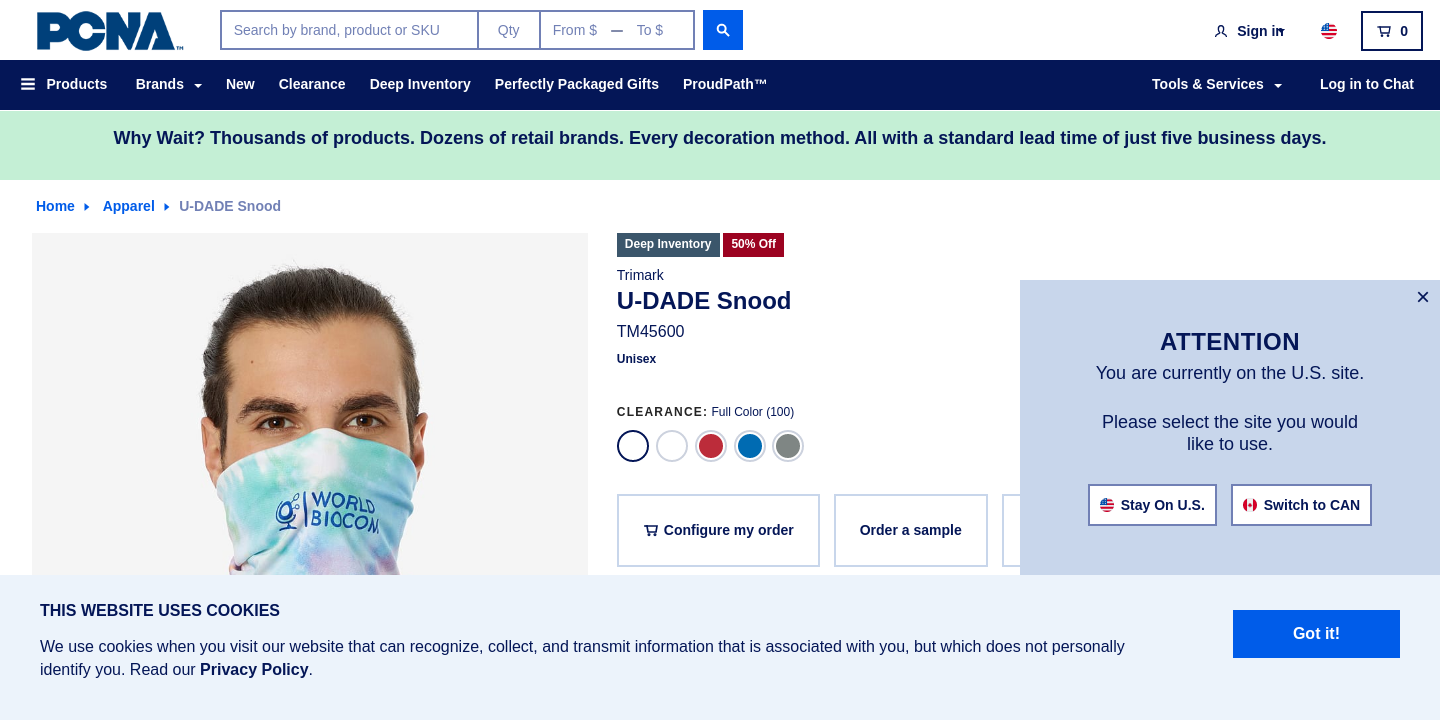 PCNA™
Search by brand, product or SKU
Qty
From $ — To $
Sign in
0
Products
Brands
New
Clearance
Deep Inventory
Perfectly Packaged Gifts
ProudPath™
Tools & Services
Log in to Chat
Why Wait? Thousands of products. Dozens of retail brands. Every decoration method. All with a standard lead time of just five business days.
Home
Apparel
U-DADE Snood
WORLD
BIOCOM
Deep Inventory
50% Off
Trimark
U-DADE Snood
TM45600
Unisex
CLEARANCE: Full Color (100)
Configure my order
Order a sample
×
ATTENTION
You are currently on the U.S. site.
Please select the site you would
like to use.
Stay On U.S.
Switch to CAN
THIS WEBSITE USES COOKIES
We use cookies when you visit our website that can recognize, collect, and transmit information that is associated with you, but which does not personally
identify you. Read our Privacy Policy.
Got it!